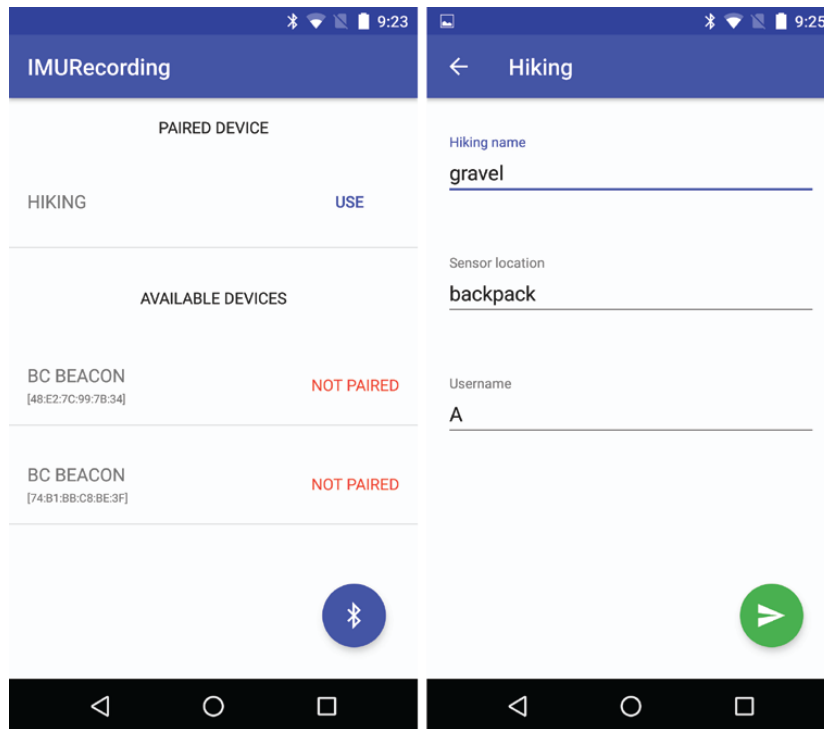 9:23
IMURecording
PAIRED DEVICE
HIKING USE
AVAILABLE DEVICES
BC BEACON NOT PAIRED
[48:E2:7C:99:7B:34]
BC BEACON NOT PAIRED
[74:B1:BB:C8:BE:3F]
9:25
Hiking
Hiking name
gravel
Sensor location
backpack
Username
A